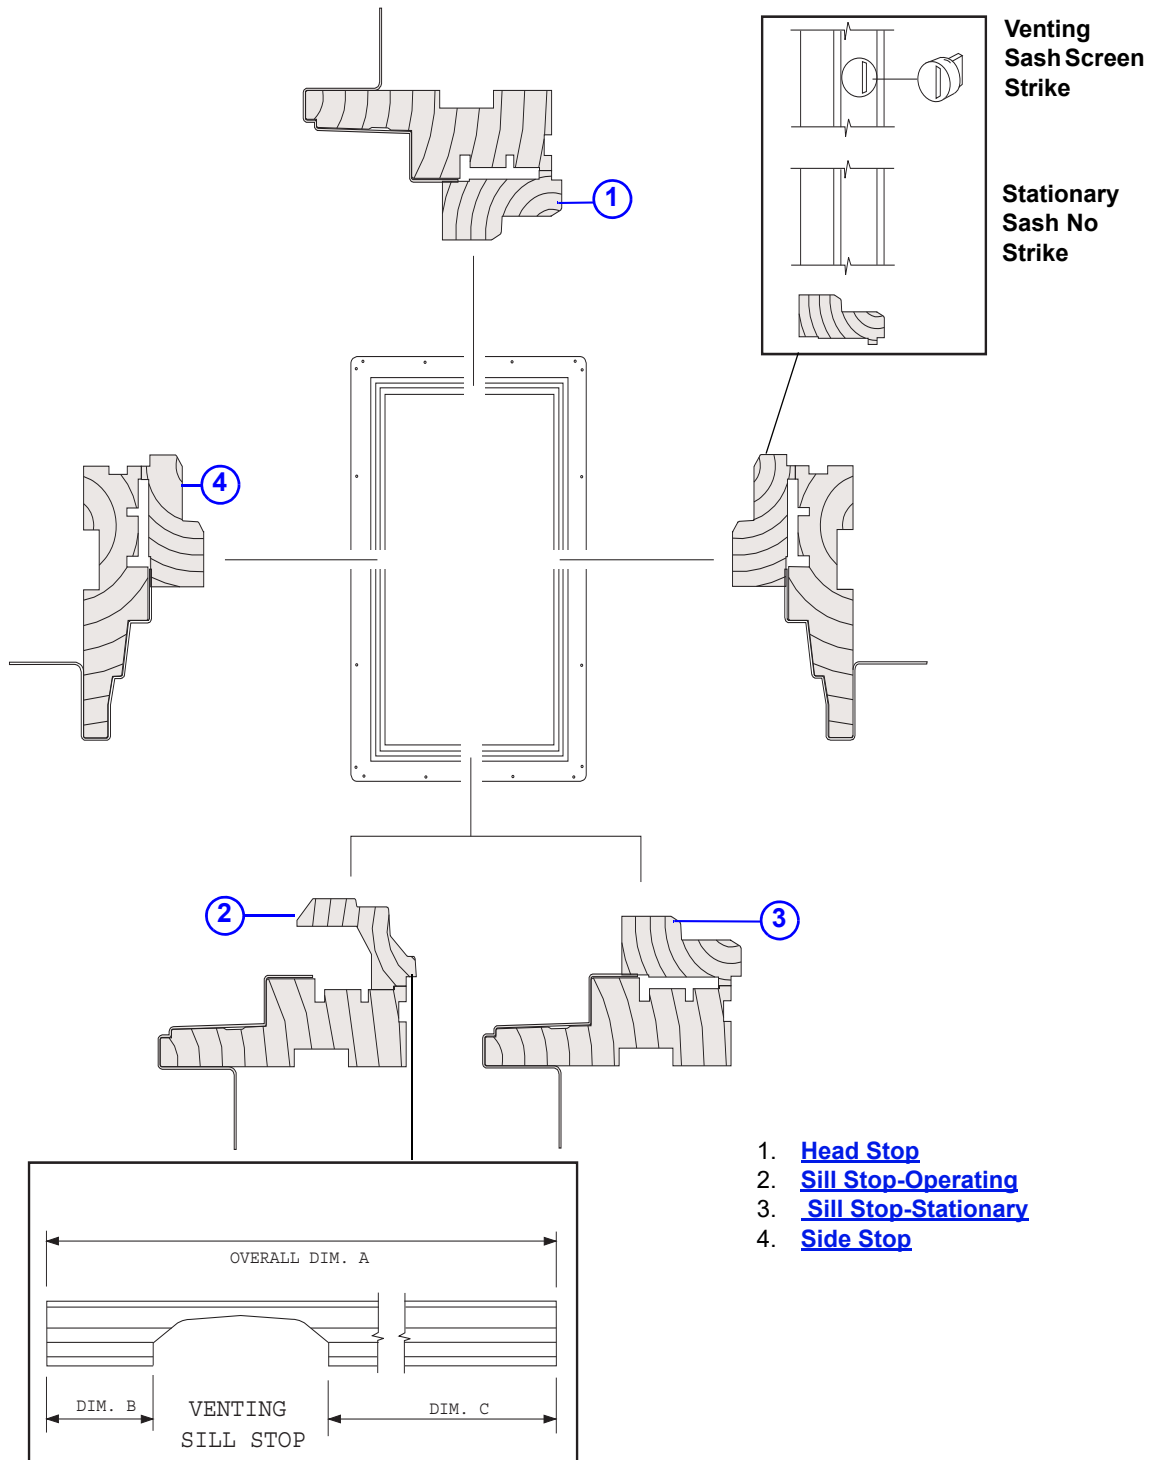 Venting
Sash Screen
Strike
Stationary
Sash No
Strike
1
4
2
3
1. Head Stop
2. Sill Stop-Operating
3. Sill Stop-Stationary
4. Side Stop
OVERALL DIM. A
DIM. B
VENTING
SILL STOP
DIM. C